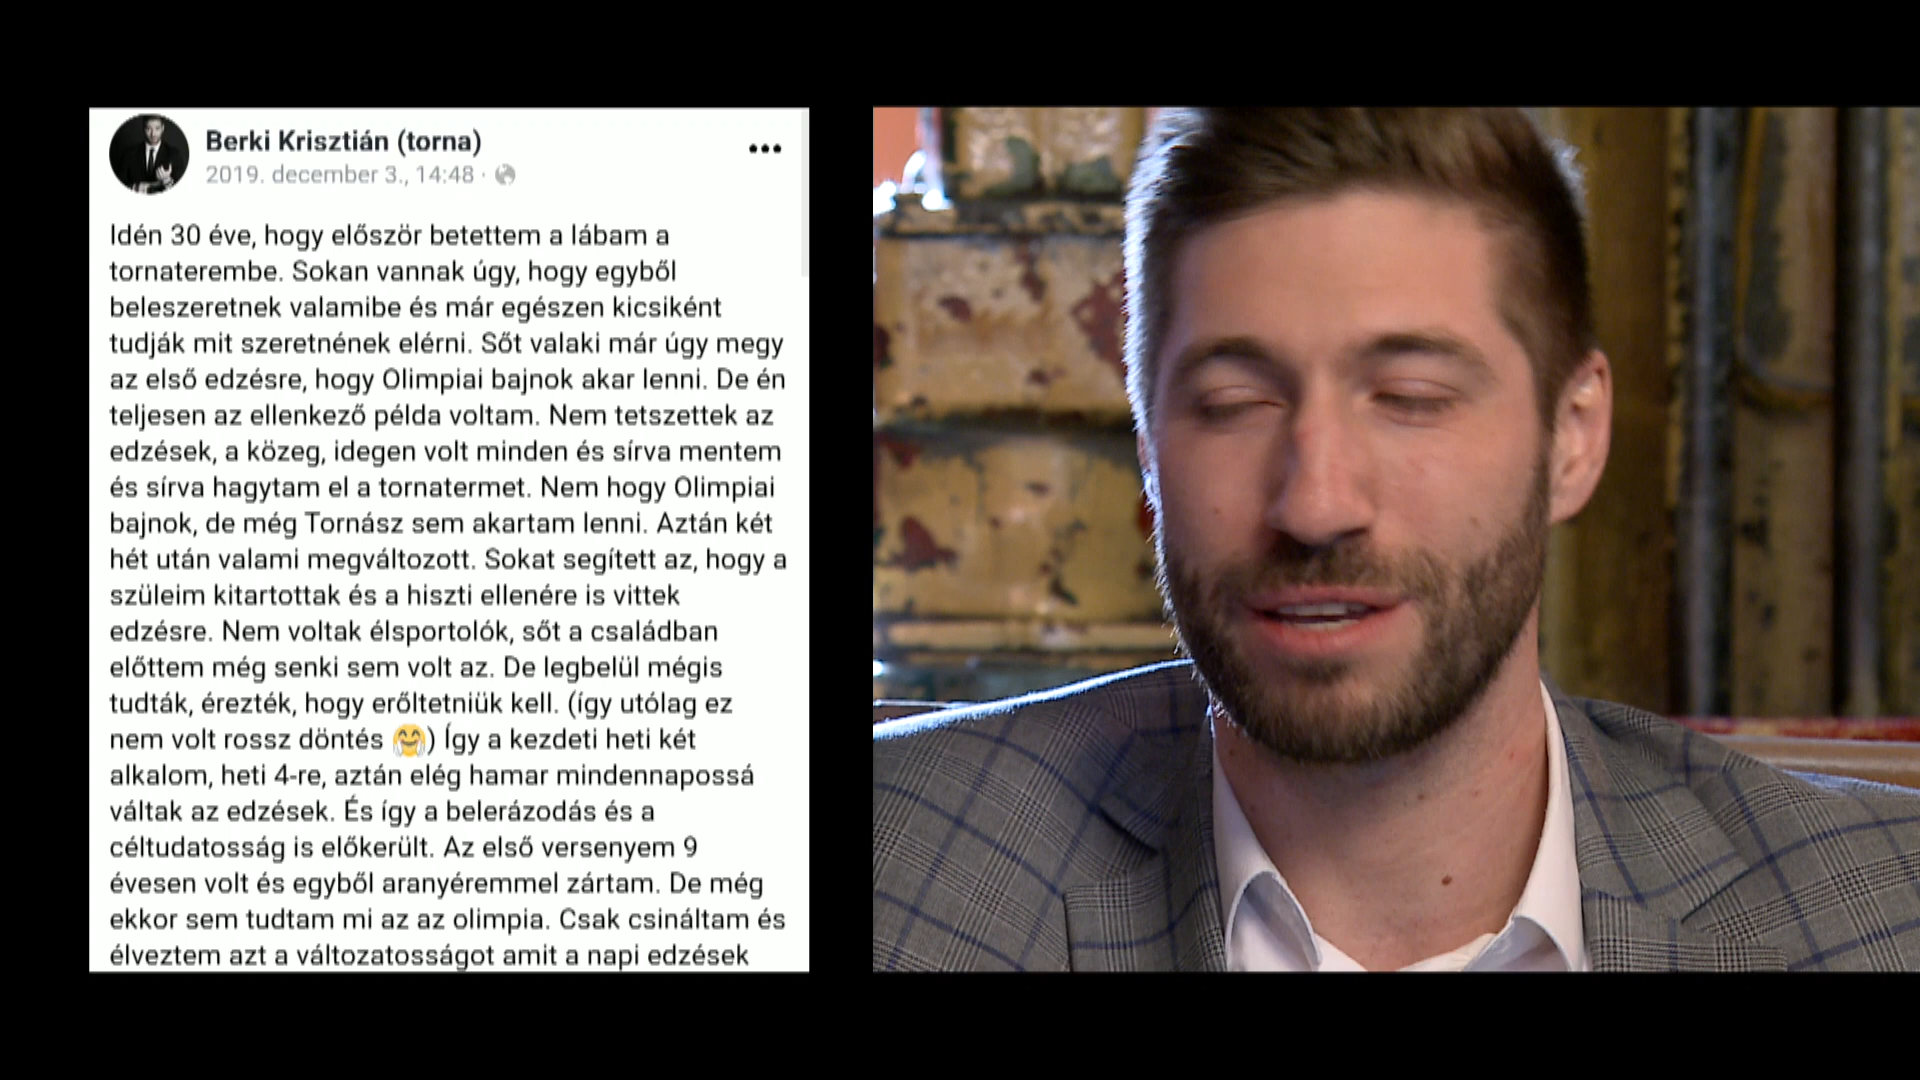 Berki Krisztián (torna)
2019. december 3., 14:48 ·
Idén 30 éve, hogy először betettem a lábam a
tornaterembe. Sokan vannak úgy, hogy egyből
beleszeretnek valamibe és már egészen kicsiként
tudják mit szeretnének elérni. Sőt valaki már úgy megy
az első edzésre, hogy Olimpiai bajnok akar lenni. De én
teljesen az ellenkező példa voltam. Nem tetszettek az
edzések, a közeg, idegen volt minden és sírva mentem
és sírva hagytam el a tornatermet. Nem hogy Olimpiai
bajnok, de még Tornász sem akartam lenni. Aztán két
hét után valami megváltozott. Sokat segített az, hogy a
szüleim kitartottak és a hiszti ellenére is vittek
edzésre. Nem voltak élsportolók, sőt a családban
előttem még senki sem volt az. De legbelül mégis
tudták, érezték, hogy erőltetniük kell. (így utólag ez
nem volt rossz döntés 🤗) Így a kezdeti heti két
alkalom, heti 4-re, aztán elég hamar mindennapossá
váltak az edzések. És így a belerázodás és a
céltudatosság is előkerült. Az első versenyem 9
évesen volt és egyből aranyéremmel zártam. De még
ekkor sem tudtam mi az az olimpia. Csak csináltam és
élveztem azt a változatosságot amit a napi edzések